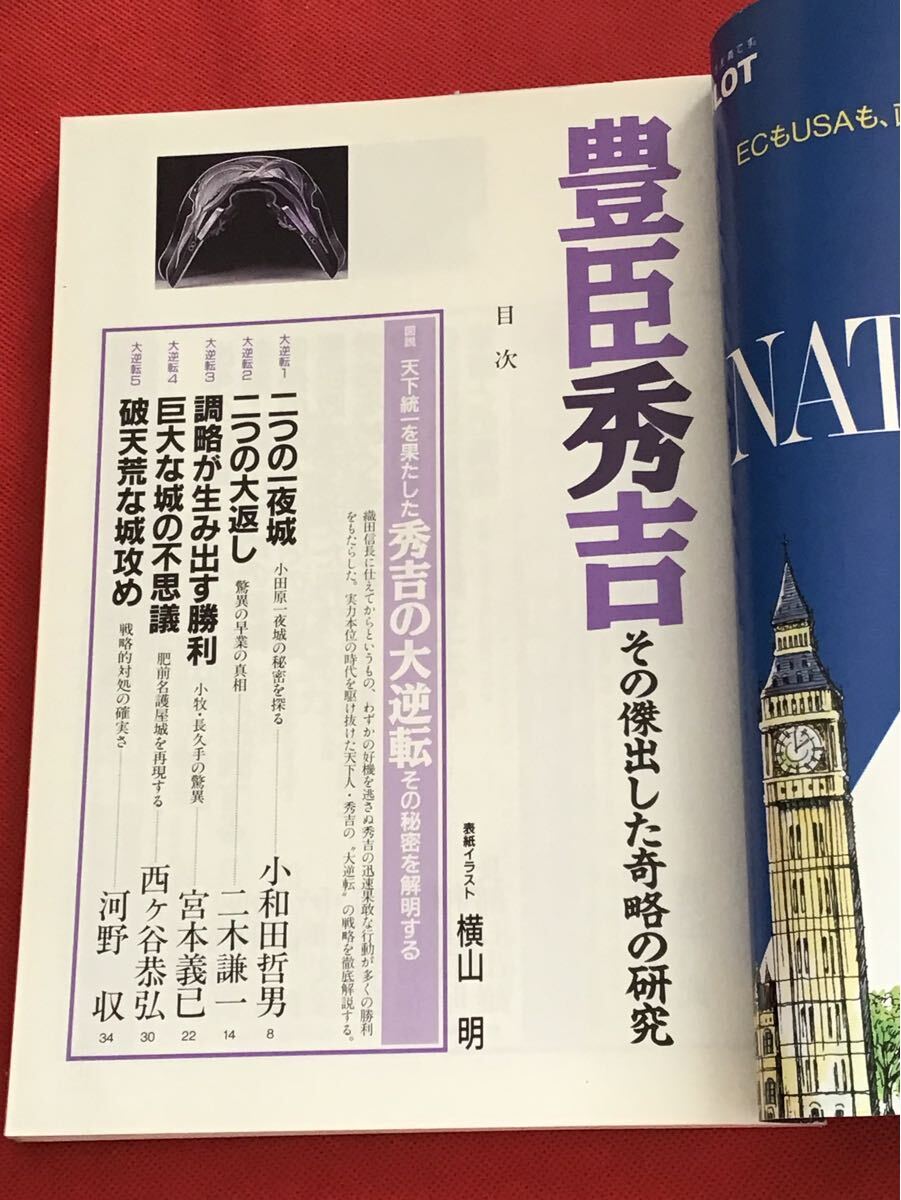 豊臣秀吉 その傑出した奇略の研究
目次
表紙イラスト 横山 明
図説 天下統一を果たした 秀吉の大逆転 その秘密を解明する
織田信長に仕えてからというもの、わずかの好機を逃さぬ秀吉の迅速果敢な行動が多くの勝利
をもたらした。実力本位の時代を駆け抜けた天下人・秀吉の〝大逆転〟の戦略を徹底解説する。
大逆転1 二つの一夜城 小田原一夜城の秘密を探る 小和田哲男 8
大逆転2 二つの大返し 驚異の早業の真相 二木謙一 14
大逆転3 調略が生み出す勝利 小牧・長久手の驚異 宮本義己 22
大逆転4 巨大な城の不思議 肥前名護屋城を再現する 西ヶ谷恭弘 30
大逆転5 破天荒な城攻め 戦略的対処の確実さ 河野 収 34
です。
LOT
ECもUSAも、
NAT